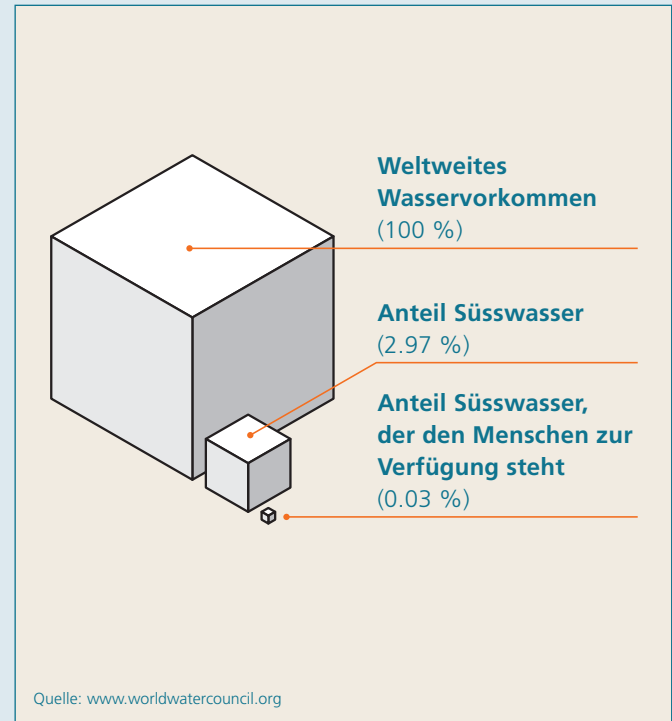 Weltweites
Wasservorkommen
(100 %)
Anteil Süsswasser
(2.97 %)
Anteil Süsswasser,
der den Menschen zur
Verfügung steht
(0.03 %)
Quelle: www.worldwatercouncil.org